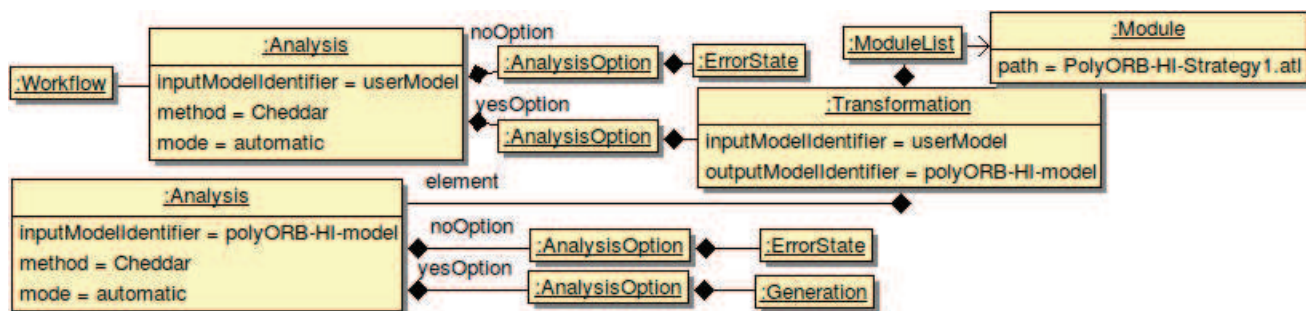 :Workflow
:Analysis
inputModelIdentifier = userModel
method = Cheddar
mode = automatic
noOption
:AnalysisOption
:ErrorState
yesOption
:AnalysisOption
:ModuleList
:Module
path = PolyORB-HI-Strategy1.atl
:Transformation
inputModelIdentifier = userModel
outputModelIdentifier = polyORB-HI-model
element
:Analysis
inputModelIdentifier = polyORB-HI-model
method = Cheddar
mode = automatic
noOption
:AnalysisOption
:ErrorState
yesOption
:AnalysisOption
:Generation